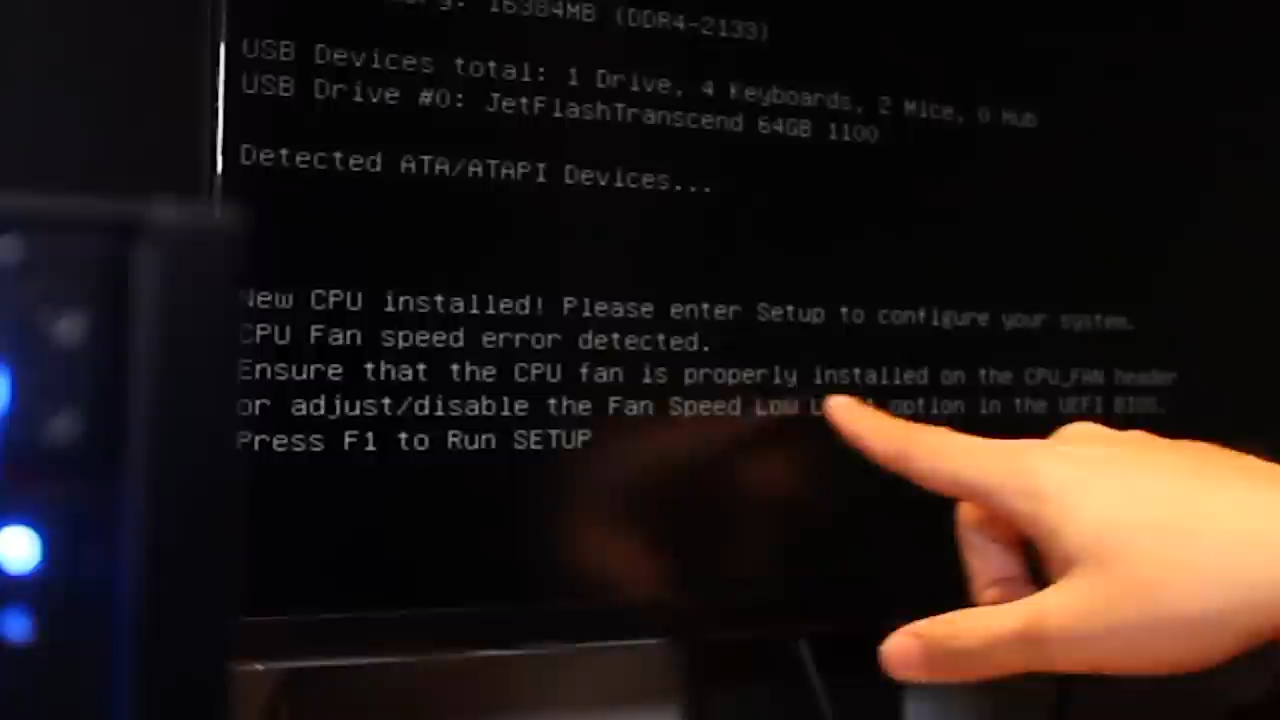 16384MB (DDR4-2133)
USB Devices total: 1 Drive, 4 Keyboards, 2 Mice, 0 Hub
USB Drive #0: JetFlashTranscend 64GB 1100
Detected ATA/ATAPI Devices...
New CPU installed! Please enter Setup to configure your system.
CPU Fan speed error detected.
Ensure that the CPU fan is properly installed on the CPU_FAN header
or adjust/disable the Fan Speed Low option in the UEFI BIOS.
Press F1 to Run SETUP